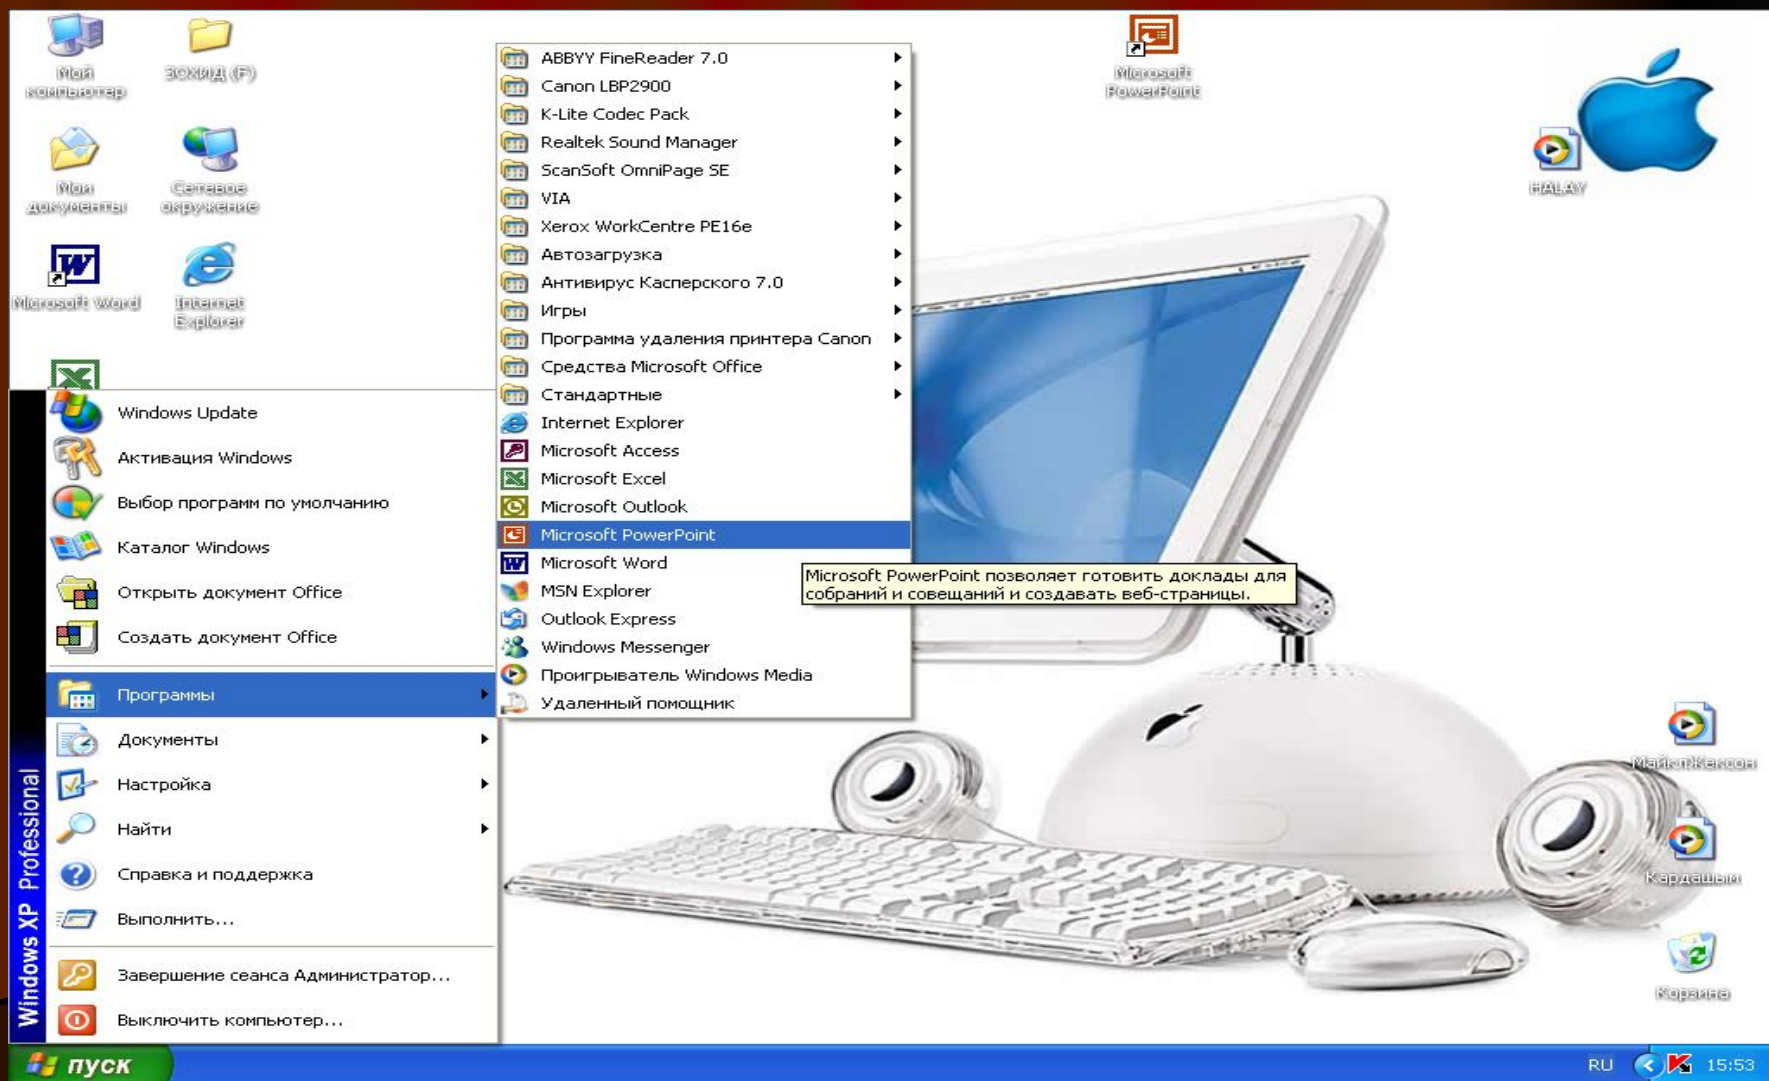 Мой
компьютер
ЗОХИД (F)
Мои
документы
Сетевое
окружение
Microsoft Word
Internet
Explorer
Microsoft
PowerPoint
HALAY
ABBYY FineReader 7.0
Canon LBP2900
K-Lite Codec Pack
Realtek Sound Manager
ScanSoft OmniPage SE
VIA
Xerox WorkCentre PE16e
Автозагрузка
Антивирус Касперского 7.0
Игры
Программа удаления принтера Canon
Средства Microsoft Office
Стандартные
Internet Explorer
Microsoft Access
Microsoft Excel
Microsoft Outlook
Microsoft PowerPoint
Microsoft Word
MSN Explorer
Outlook Express
Windows Messenger
Проигрыватель Windows Media
Удаленный помощник
Microsoft PowerPoint позволяет готовить доклады для
собраний и совещаний и создавать веб-страницы.
Windows Update
Активация Windows
Выбор программ по умолчанию
Каталог Windows
Открыть документ Office
Создать документ Office
Программы
Документы
Настройка
Найти
Справка и поддержка
Выполнить...
Завершение сеанса Администратор...
Выключить компьютер...
Windows XP Professional
МайклЖексон
Кардашым
Корзина
пуск
RU
15:53